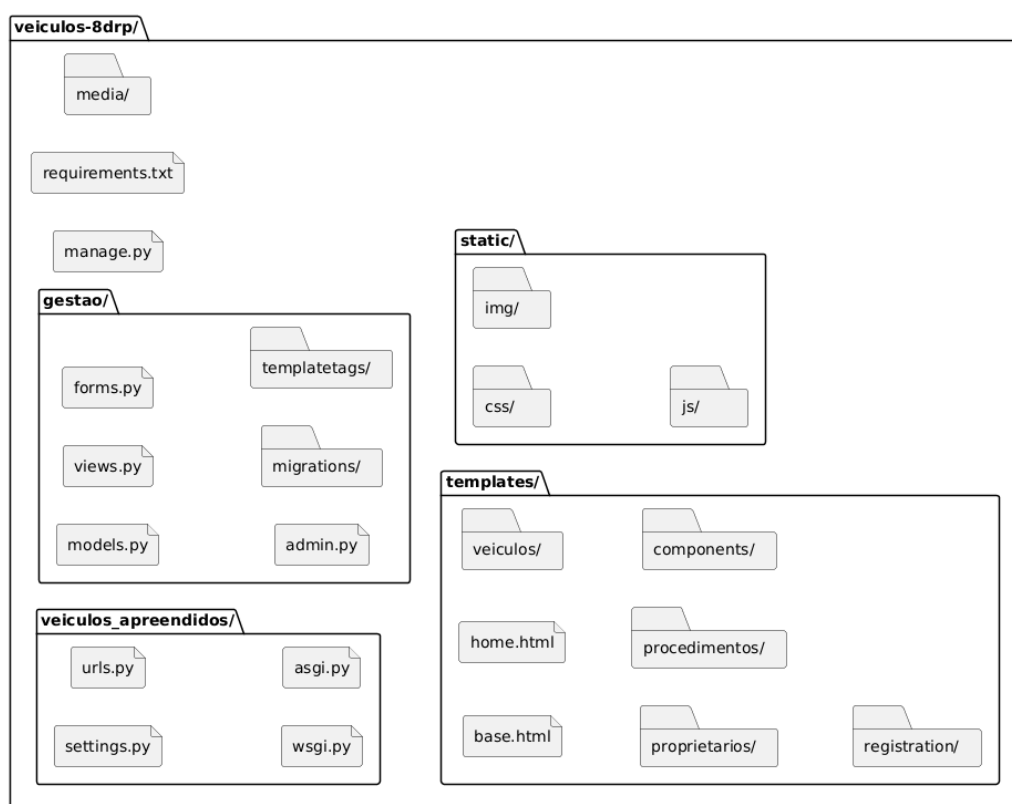 veiculos-8drp/
media/
requirements.txt
manage.py
gestao/
templatetags/
forms.py
migrations/
views.py
models.py
admin.py
static/
img/
css/
js/
veiculos_apreendidos/
urls.py
asgi.py
settings.py
wsgi.py
templates/
veiculos/
components/
home.html
procedimentos/
base.html
proprietarios/
registration/